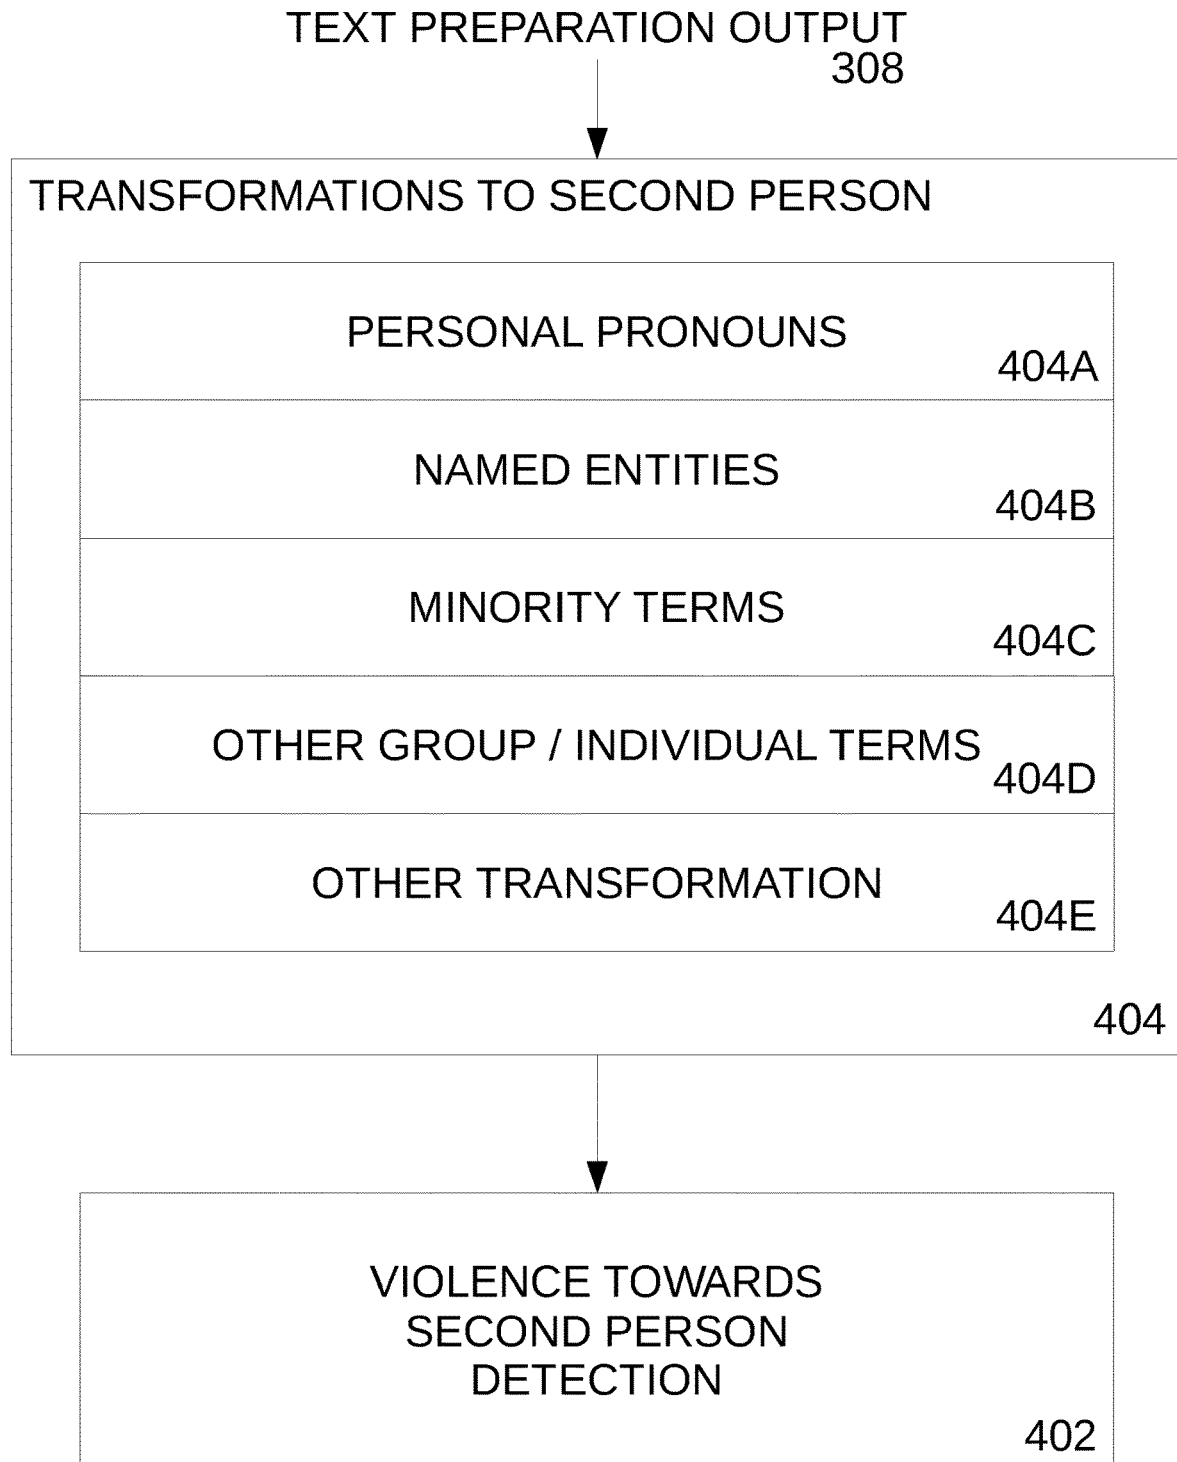 TEXT PREPARATION OUTPUT
308
TRANSFORMATIONS TO SECOND PERSON
PERSONAL PRONOUNS
404A
NAMED ENTITIES
404B
MINORITY TERMS
404C
OTHER GROUP / INDIVIDUAL TERMS
404D
OTHER TRANSFORMATION
404E
404
VIOLENCE TOWARDS
SECOND PERSON
DETECTION
402